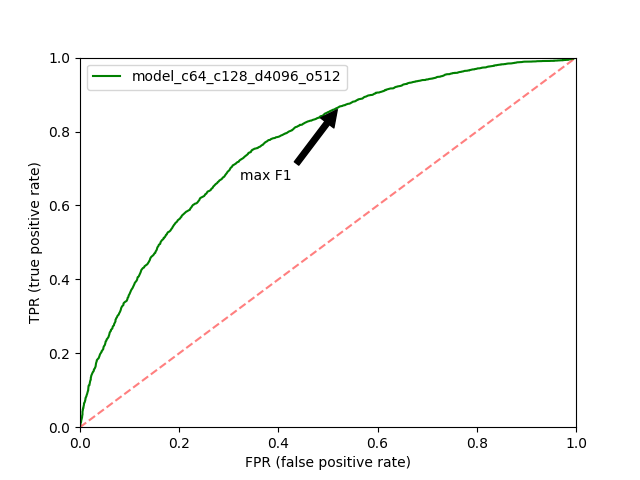 model_c64_c128_d4096_o512
max F1
TPR (true positive rate)
1.0
0.8
0.6
0.4
0.2
0.0
0.0 0.2 0.4 0.6 0.8 1.0
FPR (false positive rate)